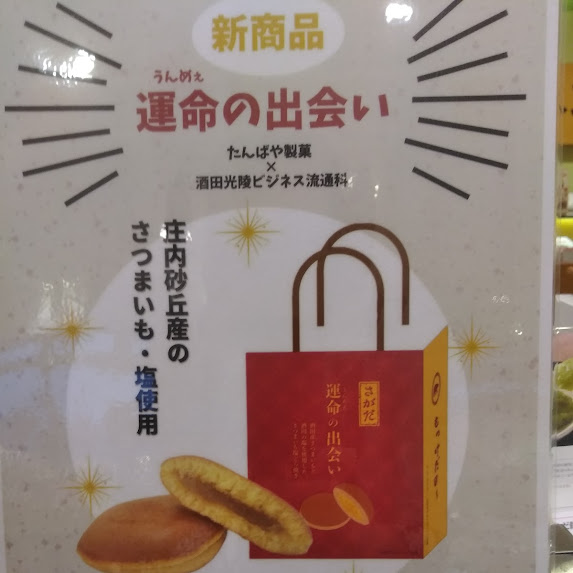 新商品
うんめぇ
運命の出会い
たんばや製菓
×
酒田光陵ビジネス流通科
庄内砂丘産の
さつまいも・塩使用
さがだ
運命の出会い